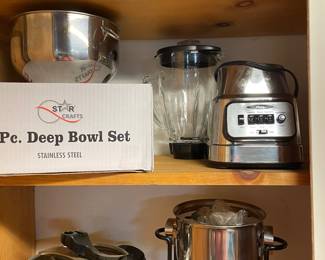 STAR
CRAFTS
Pc. Deep Bowl Set
STAINLESS STEEL